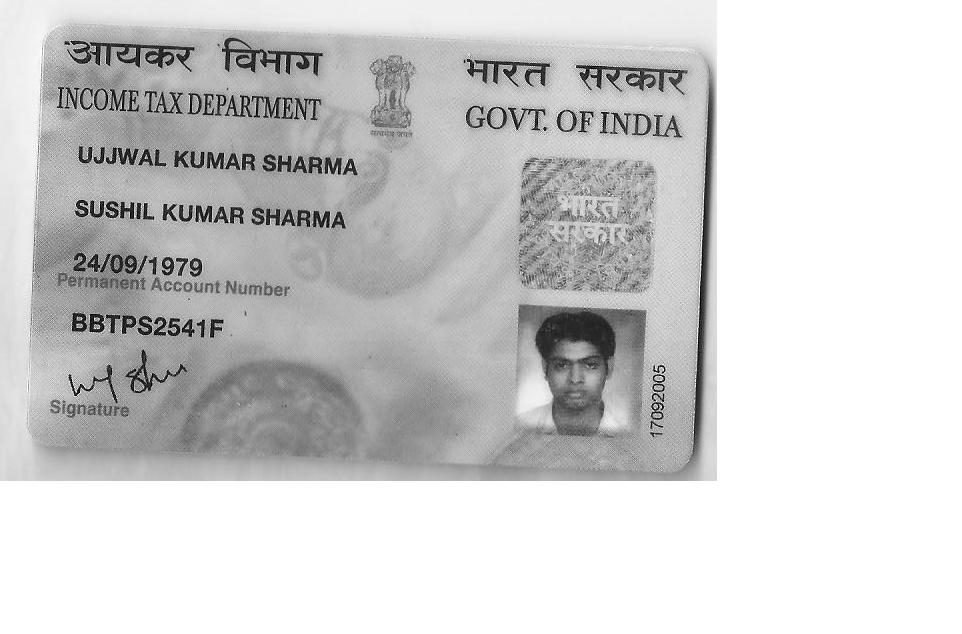 आयकर विभाग
INCOME TAX DEPARTMENT
सत्यमेव जयते
भारत सरकार
GOVT. OF INDIA
UJJWAL KUMAR SHARMA
SUSHIL KUMAR SHARMA
24/09/1979
Permanent Account Number
BBTPS2541F
Signature
भारत
सरकार
17092005